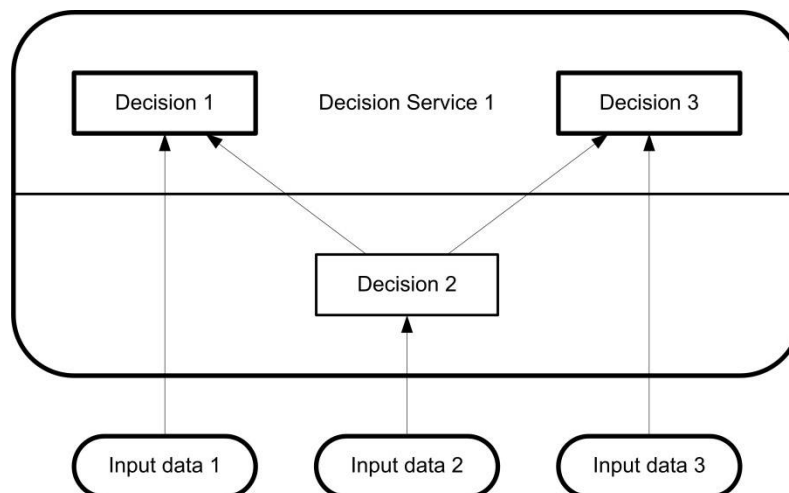 Decision 1
Decision Service 1
Decision 3
Decision 2
Input data 1
Input data 2
Input data 3